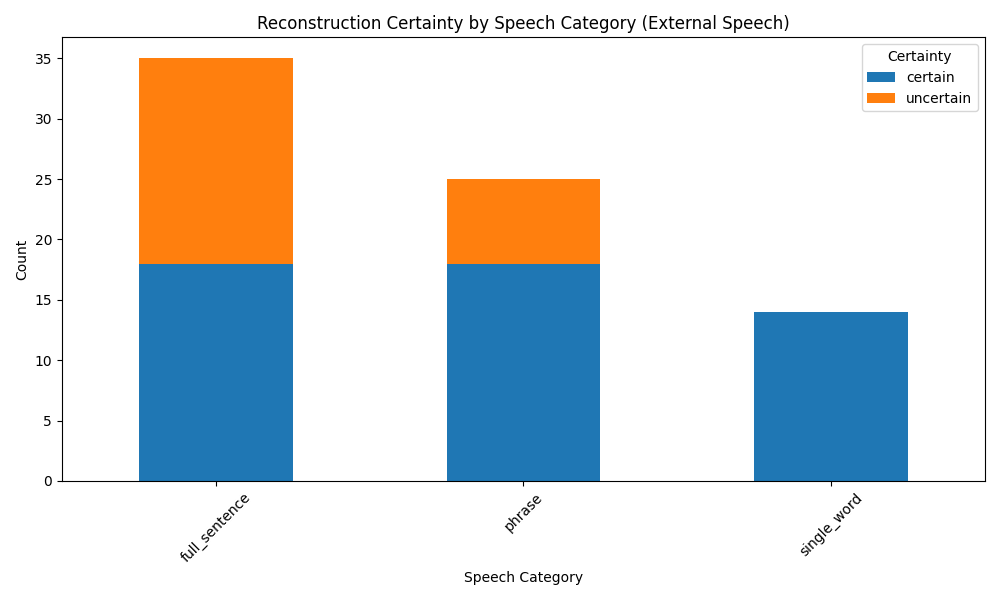 Reconstruction Certainty by Speech Category (External Speech)
Certainty
certain
uncertain
Count
35
30
25
20
15
10
5
0
full_sentence
phrase
single_word
Speech Category